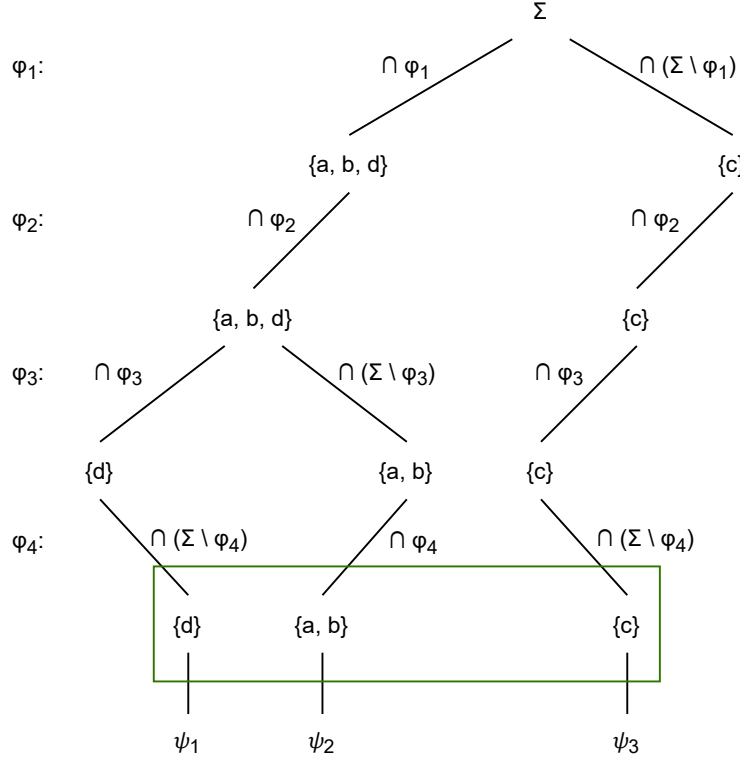 Σ
φ₁: ∩ φ₁ ∩ (Σ \ φ₁)
{a, b, d} {c}
φ₂: ∩ φ₂ ∩ φ₂
{a, b, d} {c}
φ₃: ∩ φ₃ ∩ (Σ \ φ₃) ∩ φ₃
{d} {a, b} {c}
φ₄: ∩ (Σ \ φ₄) ∩ φ₄ ∩ (Σ \ φ₄)
{d} {a, b} {c}
ψ₁ ψ₂ ψ₃